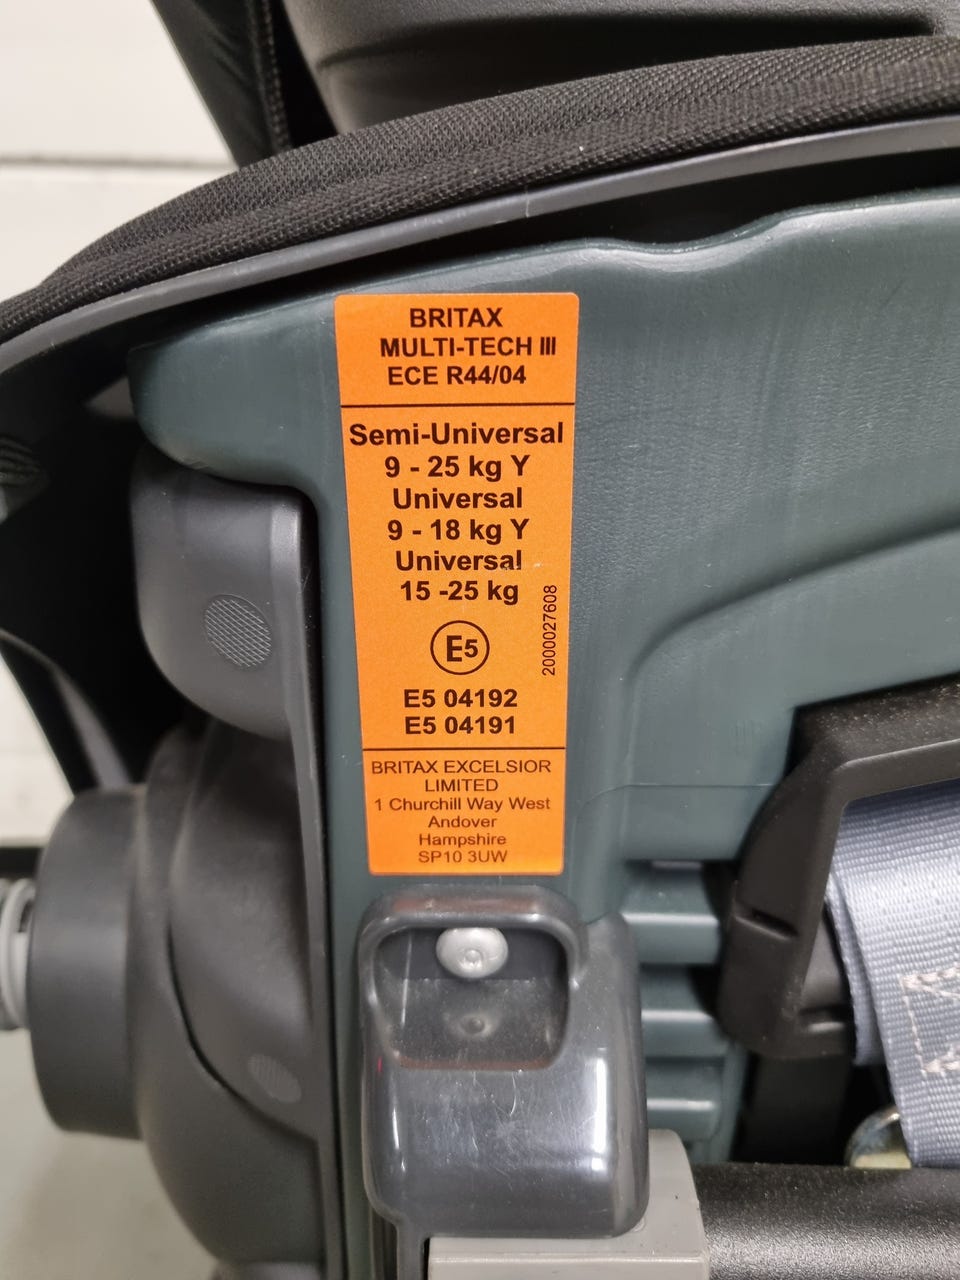 BRITAX
MULTI-TECH III
ECE R44/04
Semi-Universal
9 - 25 kg Y
Universal
9 - 18 kg Y
Universal
15 -25 kg
E5
2000027608
E5 04192
E5 04191
BRITAX EXCELSIOR
LIMITED
1 Churchill Way West
Andover
Hampshire
SP10 3UW